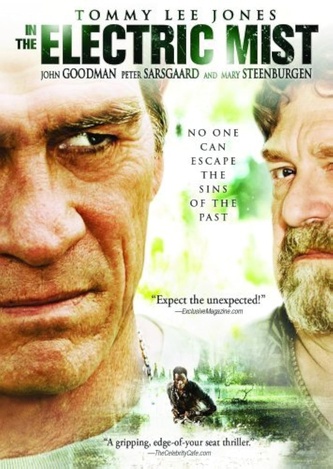 TOMMY LEE JONES
IN THE ELECTRIC MIST
JOHN GOODMAN PETER SARSGAARD AND MARY STEENBURGEN
NO ONE
CAN
ESCAPE
THE
SINS
OF THE
PAST
"Expect the unexpected!"
—ExclusiveMagazine.com
"A gripping, edge-of-your seat thriller."
—TheCelebrityCafe.com